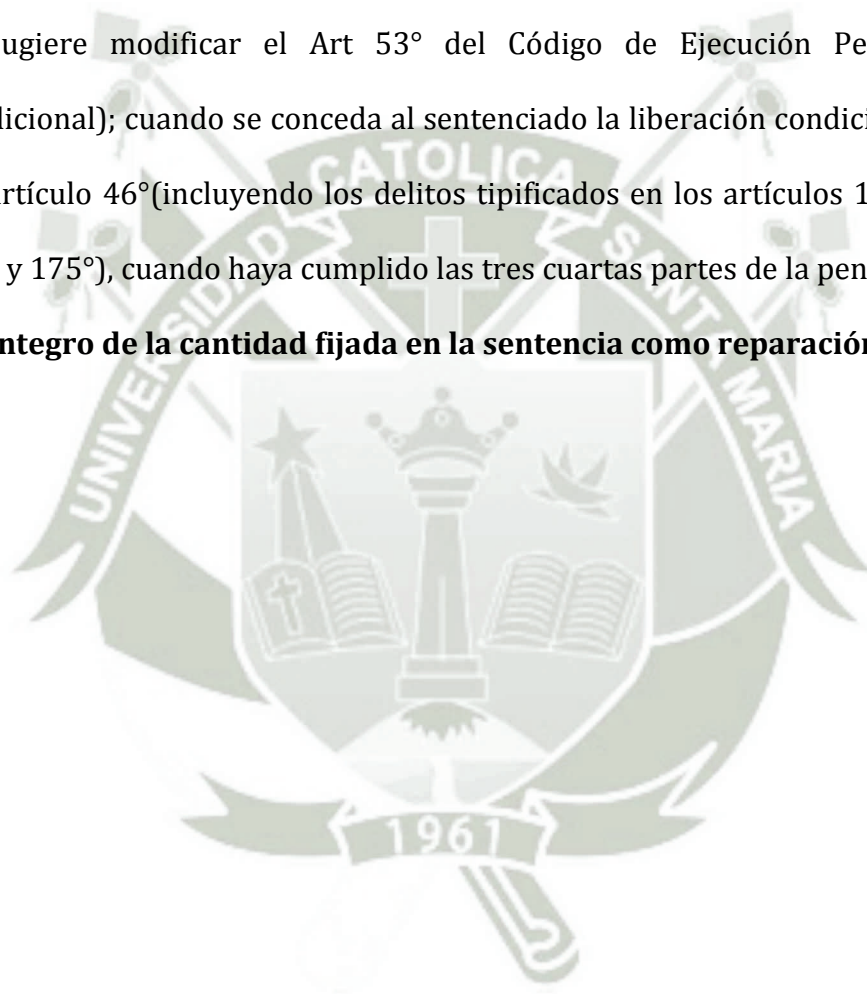 ugiere modificar el Art 53° del Código de Ejecución Pe
dicional); cuando se conceda al sentenciado la liberación condici
artículo 46°(incluyendo los delitos tipificados en los artículos 1
y 175°), cuando haya cumplido las tres cuartas partes de la pen
ntegro de la cantidad fijada en la sentencia como reparación
UNIVERSIDAD CATOLICA SANTA MARIA
1961